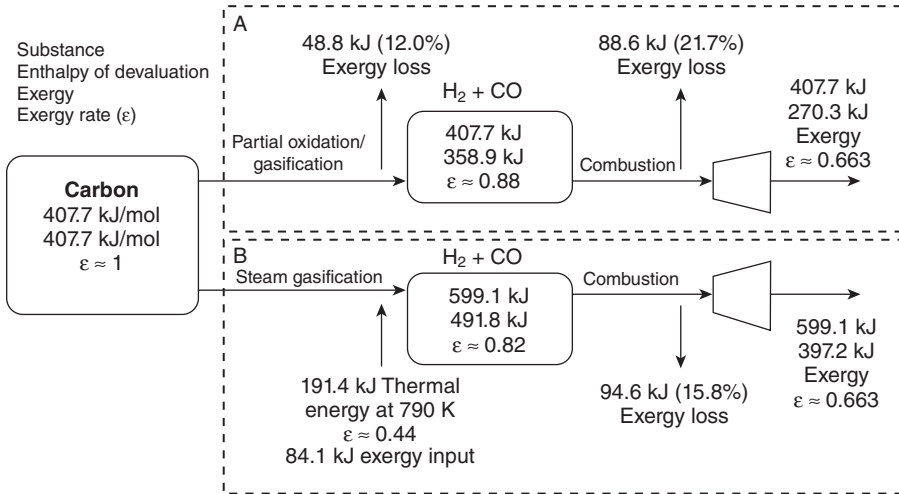 Substance
Enthalpy of devaluation
Exergy
Exergy rate (ε)
Carbon
407.7 kJ/mol
407.7 kJ/mol
ε ≈ 1
A
Partial oxidation/
gasification
48.8 kJ (12.0%)
Exergy loss
H₂ + CO
407.7 kJ
358.9 kJ
ε ≈ 0.88
Combustion
88.6 kJ (21.7%)
Exergy loss
407.7 kJ
270.3 kJ
Exergy
ε ≈ 0.663
B
Steam gasification
191.4 kJ Thermal
energy at 790 K
ε ≈ 0.44
84.1 kJ exergy input
H₂ + CO
599.1 kJ
491.8 kJ
ε ≈ 0.82
Combustion
94.6 kJ (15.8%)
Exergy loss
599.1 kJ
397.2 kJ
Exergy
ε ≈ 0.663